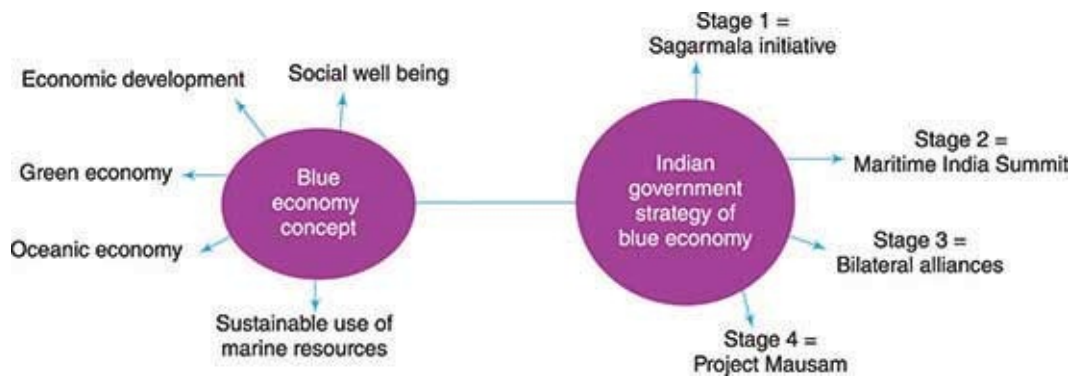 Economic development
Social well being
Green economy
Oceanic economy
Sustainable use of
marine resources
Blue
economy
concept
Indian
government
strategy of
blue economy
Stage 1 =
Sagarmala initiative
Stage 2 =
Maritime India Summit
Stage 3 =
Bilateral alliances
Stage 4 =
Project Mausam